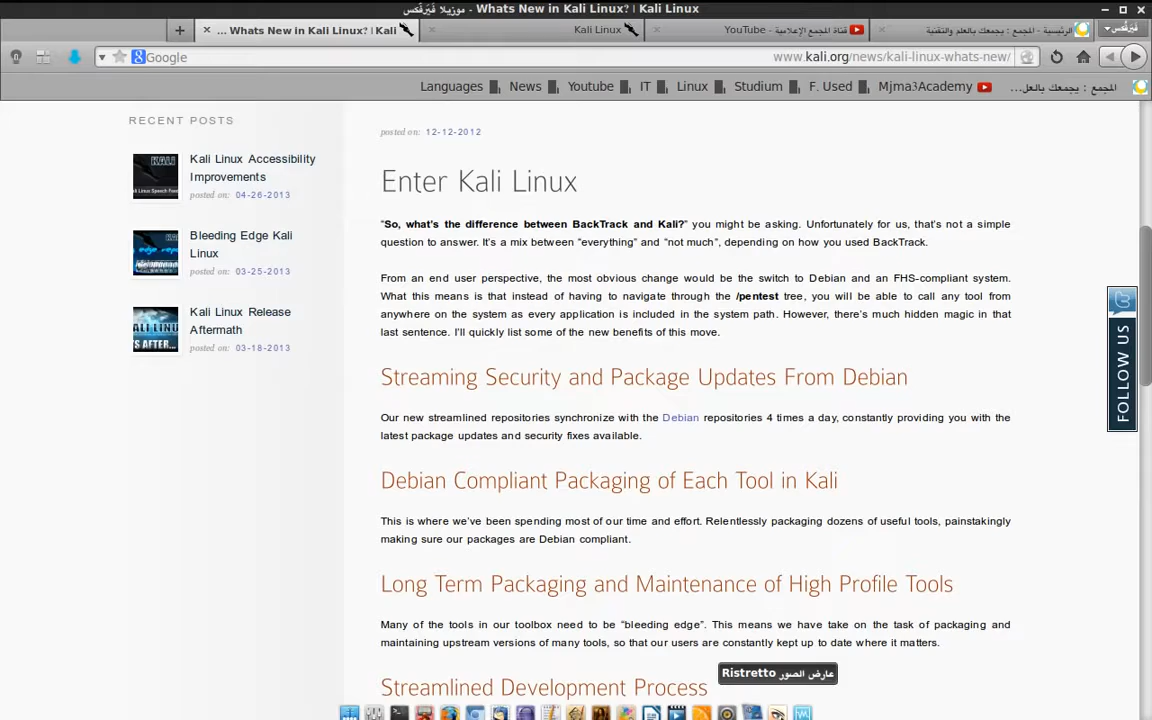 Whats New in Kali Linux? | Kali Linux - موزيلا فَيَرفُكس
فَيَرفُكس
... Whats New in Kali Linux? | Kali
Kali Linux
قناة المجمع الإعلامية - YouTube
الرئيسية - المجمع : يجمعك بالعلم والتقنية
Google
www.kali.org/news/kali-linux-whats-new/
Languages
News
Youtube
IT
Linux
Studium
F. Used
Mjma3Academy
المجمع : يجمعك بالعل...
RECENT POSTS
Kali Linux Accessibility
Improvements
posted on: 04-26-2013
Bleeding Edge Kali
Linux
posted on: 03-25-2013
Kali Linux Release
Aftermath
posted on: 03-18-2013
posted on: 12-12-2012
Enter Kali Linux
“So, what’s the difference between BackTrack and Kali?” you might be asking. Unfortunately for us, that’s not a simple
question to answer. It’s a mix between “everything” and “not much”, depending on how you used BackTrack.
From an end user perspective, the most obvious change would be the switch to Debian and an FHS-compliant system.
What this means is that instead of having to navigate through the /pentest tree, you will be able to call any tool from
anywhere on the system as every application is included in the system path. However, there’s much hidden magic in that
last sentence. I’ll quickly list some of the new benefits of this move.
Streaming Security and Package Updates From Debian
Our new streamlined repositories synchronize with the Debian repositories 4 times a day, constantly providing you with the
latest package updates and security fixes available.
Debian Compliant Packaging of Each Tool in Kali
This is where we’ve been spending most of our time and effort. Relentlessly packaging dozens of useful tools, painstakingly
making sure our packages are Debian compliant.
Long Term Packaging and Maintenance of High Profile Tools
Many of the tools in our toolbox need to be “bleeding edge”. This means we have take on the task of packaging and
maintaining upstream versions of many tools, so that our users are constantly kept up to date where it matters.
Streamlined Development Process
FOLLOW US
عارض الصور Ristretto